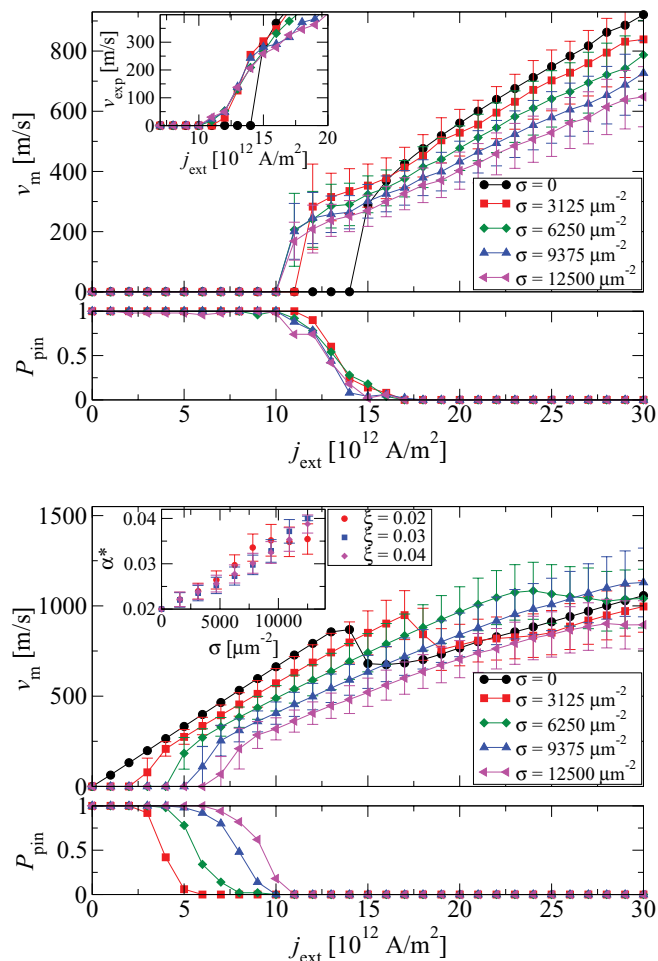 300
200
100
0
v_exp [m/s]
0 5 10 15 20
j_ext [10^12 A/m^2]
800
600
400
200
0
v_m [m/s]
σ = 0
σ = 3125 μm^-2
σ = 6250 μm^-2
σ = 9375 μm^-2
σ = 12500 μm^-2
1
0.5
0
P_pin
0 5 10 15 20 25 30
j_ext [10^12 A/m^2]
1500
1000
500
0
v_m [m/s]
0.04
0.03
0.02
α*
0 5000 10000
σ [μm^-2]
ξ = 0.02
ξ = 0.03
ξ = 0.04
σ = 0
σ = 3125 μm^-2
σ = 6250 μm^-2
σ = 9375 μm^-2
σ = 12500 μm^-2
1
0.5
0
P_pin
0 5 10 15 20 25 30
j_ext [10^12 A/m^2]